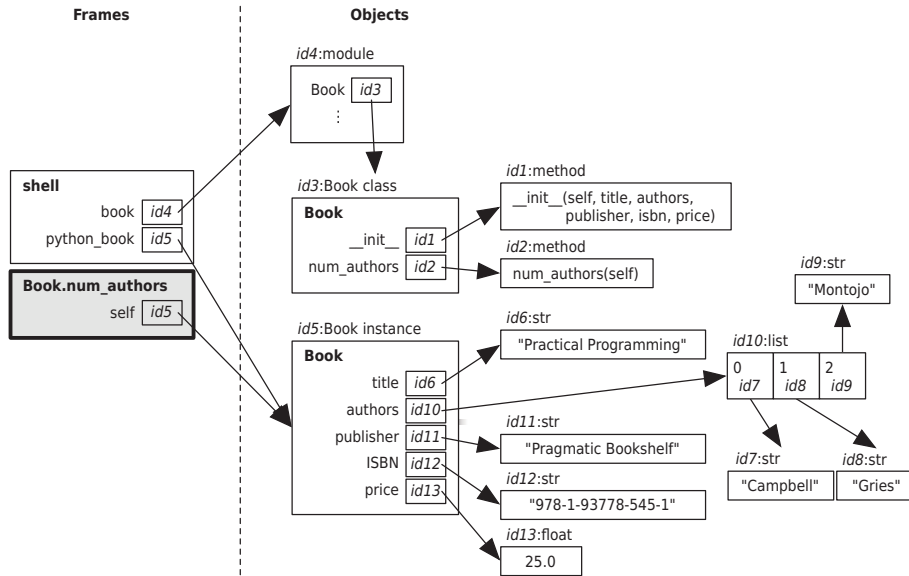 Frames
Objects
id4:module
Book id3
⋮
shell
book id4
python_book id5
Book.num_authors
self id5
id3:Book class
Book
__init__ id1
num_authors id2
id1:method
__init__(self, title, authors,
publisher, isbn, price)
id2:method
num_authors(self)
id5:Book instance
Book
title id6
authors id10
publisher id11
ISBN id12
price id13
id6:str
"Practical Programming"
id9:str
"Montojo"
id10:list
0 1 2
id7 id8 id9
id11:str
"Pragmatic Bookshelf"
id7:str
"Campbell"
id8:str
"Gries"
id12:str
"978-1-93778-545-1"
id13:float
25.0